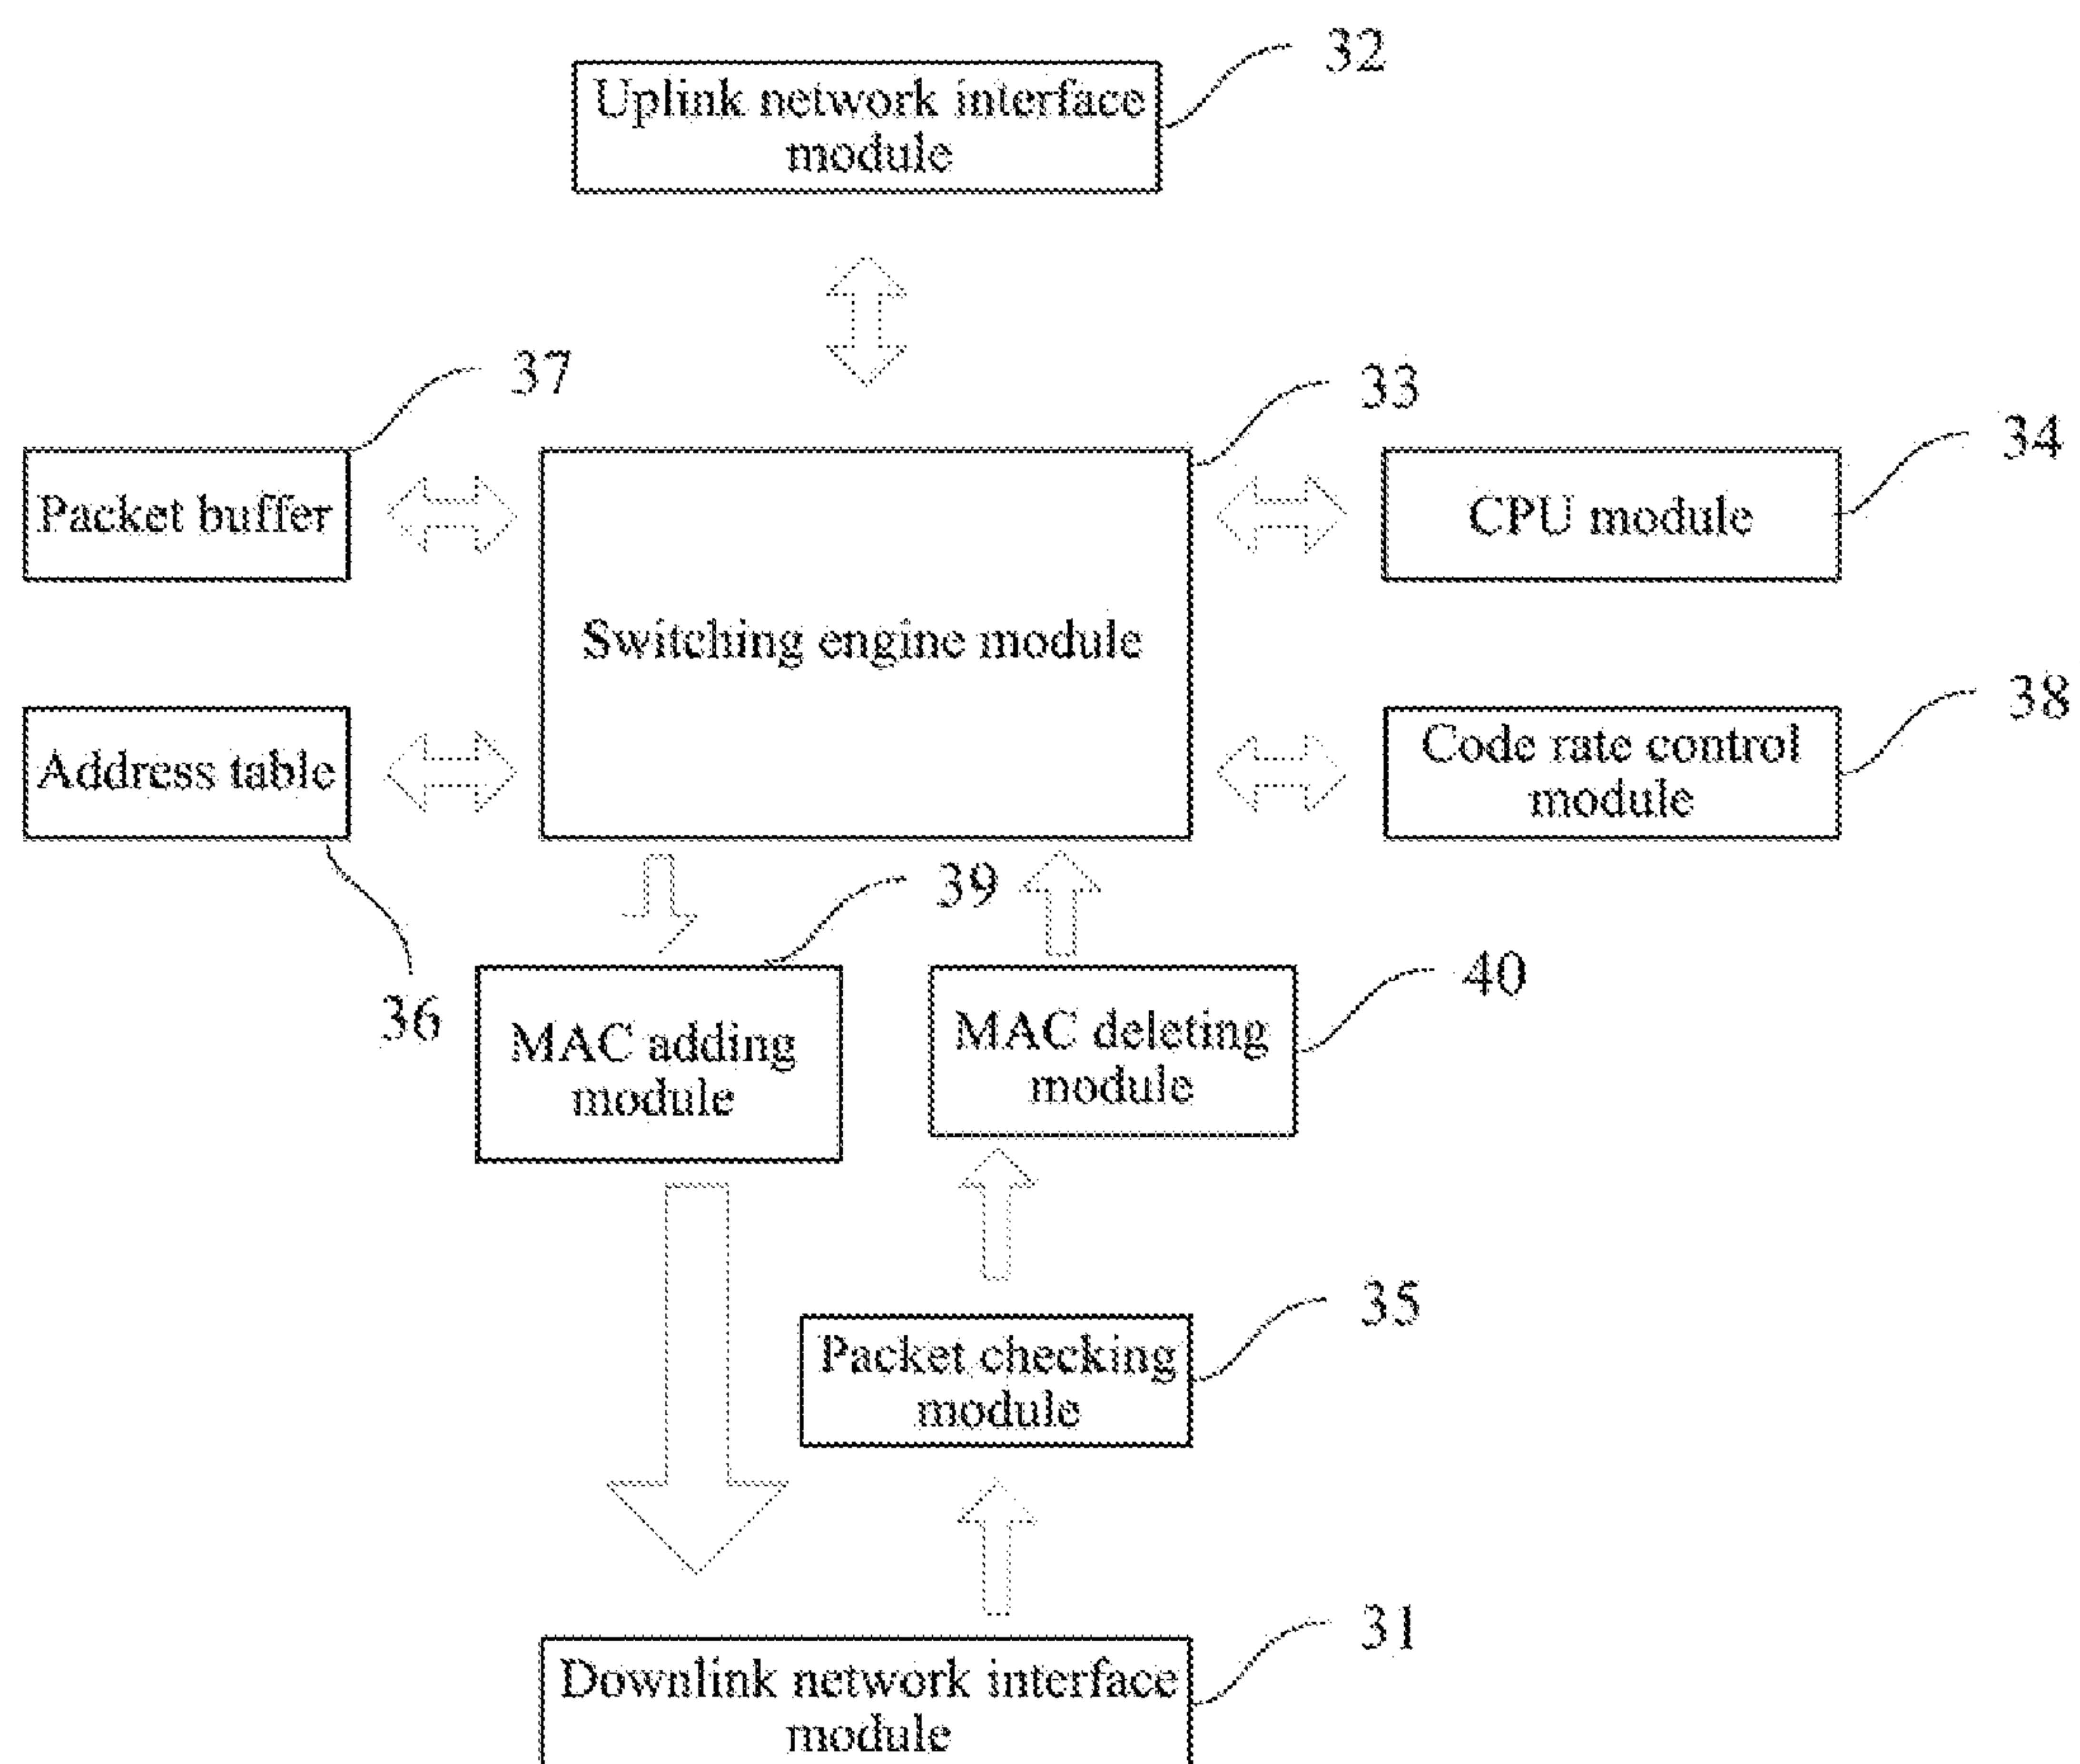 32
Uplink network interface
module
37
33
34
Packet buffer
CPU module
Switching engine module
38
Address table
Code rate control
module
39
36
40
MAC adding
module
MAC deleting
module
35
Packet checking
module
31
Downlink network interface
module